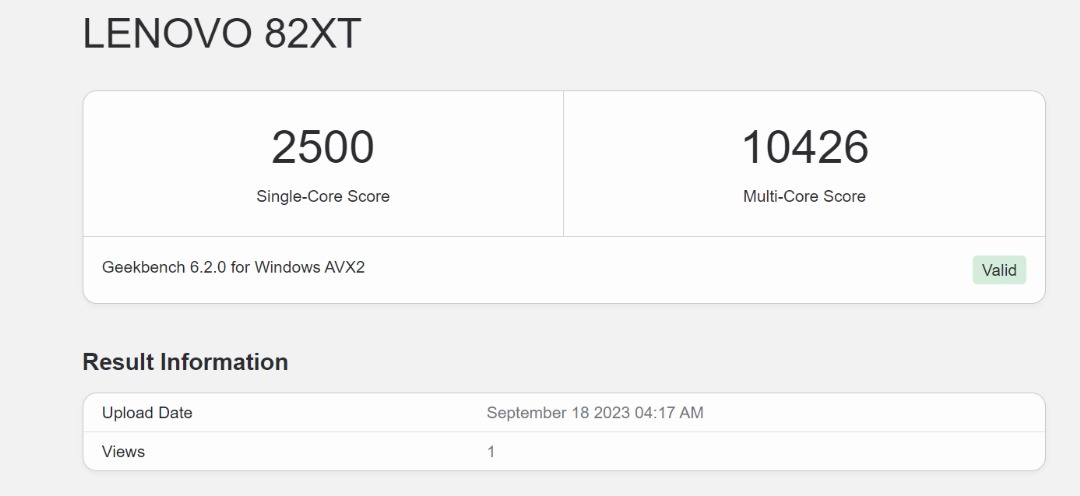 LENOVO 82XT
2500
Single-Core Score
10426
Multi-Core Score
Geekbench 6.2.0 for Windows AVX2
Valid
Result Information
Upload Date September 18 2023 04:17 AM
Views 1